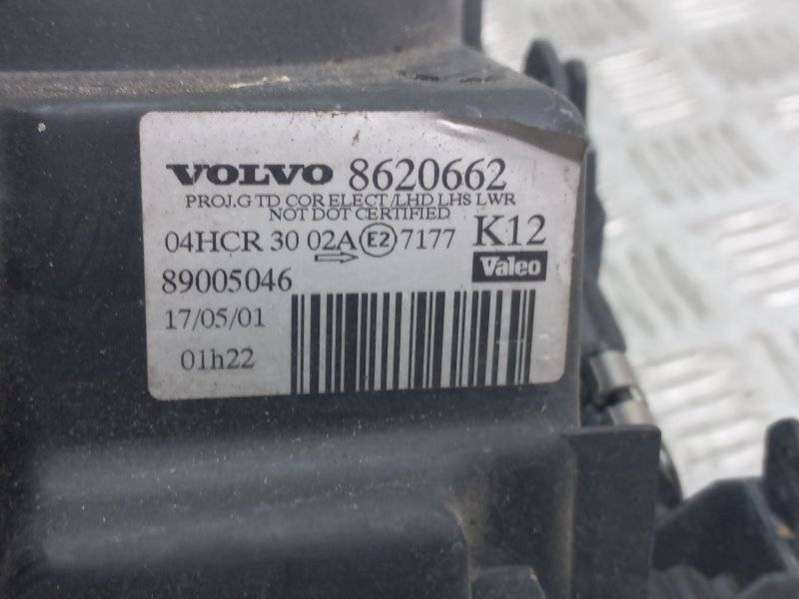 VOLVO 8620662
PROJ.G TD COR ELECT /LHD LHS LWR
NOT DOT CERTIFIED
04HCR 30 02A E2 7177 K12
Valeo
89005046
17/05/01
01h22